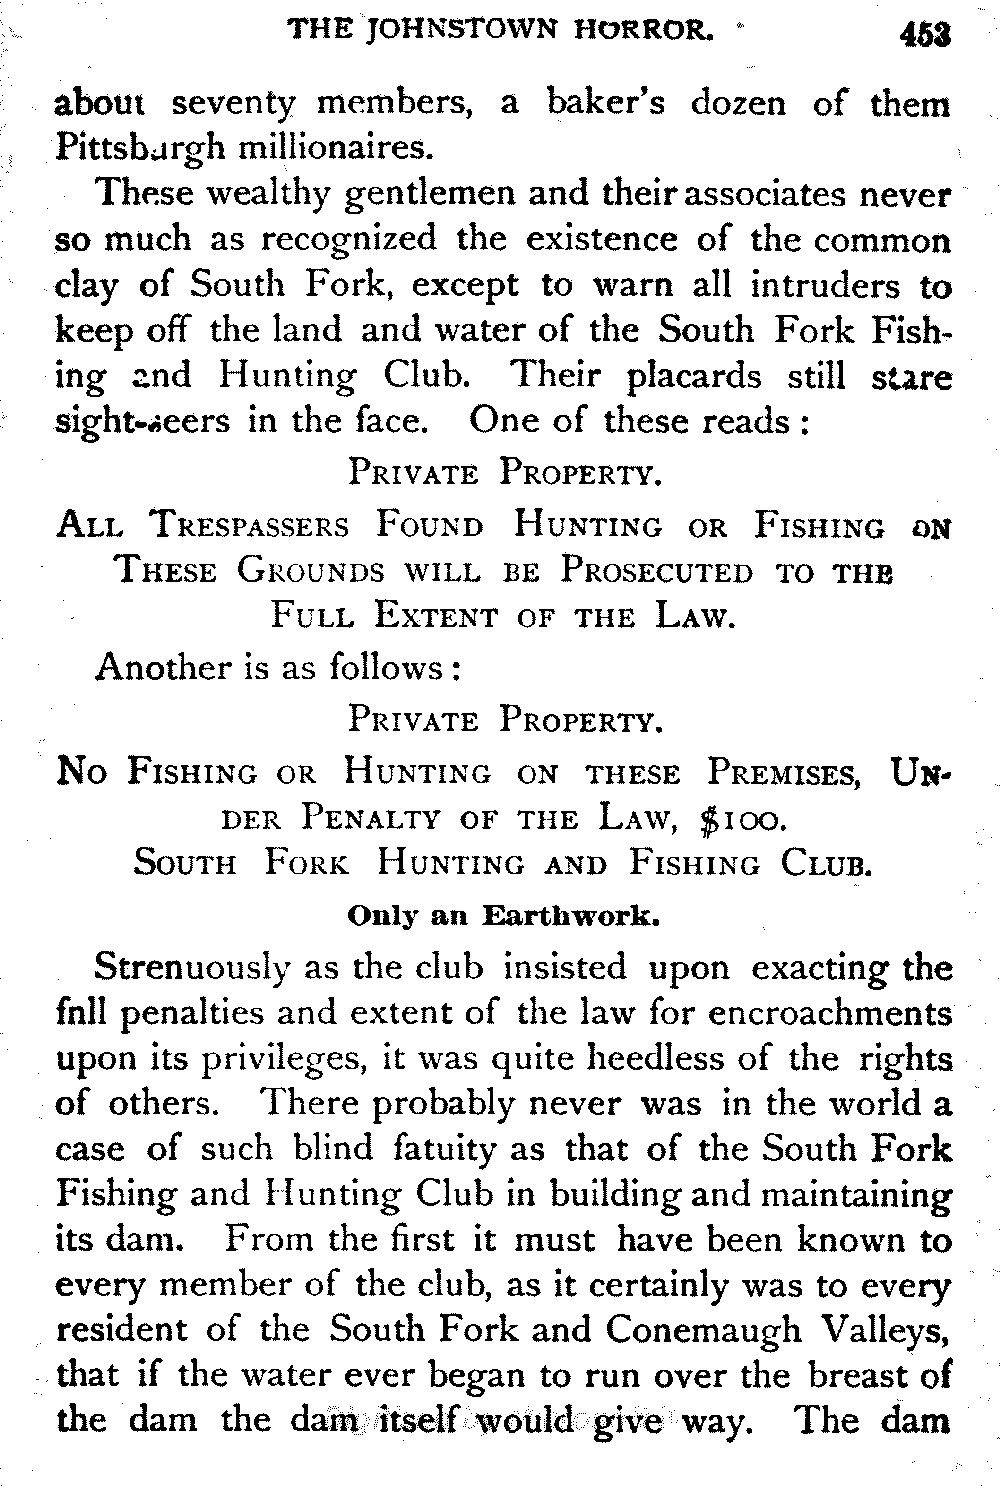 THE JOHNSTOWN HORROR. 453
about seventy members, a baker's dozen of them
Pittsburgh millionaires.
These wealthy gentlemen and their associates never
so much as recognized the existence of the common
clay of South Fork, except to warn all intruders to
keep off the land and water of the South Fork Fish-
ing and Hunting Club. Their placards still stare
sight-seers in the face. One of these reads:
PRIVATE PROPERTY.
ALL TRESPASSERS FOUND HUNTING OR FISHING ON
THESE GROUNDS WILL BE PROSECUTED TO THE
FULL EXTENT OF THE LAW.
Another is as follows:
PRIVATE PROPERTY.
NO FISHING OR HUNTING ON THESE PREMISES, UN-
DER PENALTY OF THE LAW, $100.
SOUTH FORK HUNTING AND FISHING CLUB.
Only an Earthwork.
Strenuously as the club insisted upon exacting the
fnll penalties and extent of the law for encroachments
upon its privileges, it was quite heedless of the rights
of others. There probably never was in the world a
case of such blind fatuity as that of the South Fork
Fishing and Hunting Club in building and maintaining
its dam. From the first it must have been known to
every member of the club, as it certainly was to every
resident of the South Fork and Conemaugh Valleys,
that if the water ever began to run over the breast of
the dam the dam itself would give way. The dam